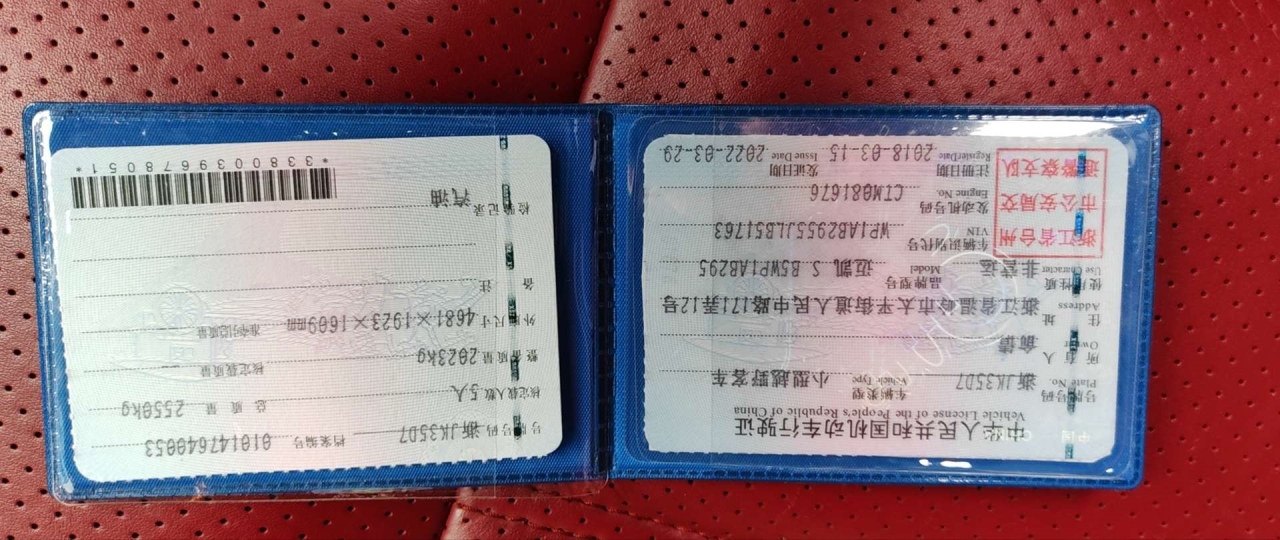 中华人民共和国机动车行驶证
Vehicle License of the People's Republic of China
号牌号码 浙JK35D7 车辆类型 小型越野客车
Plate No. Vehicle Type
所有人
Owner
住址 浙江省温岭市太平街道人民中路171弄12号
Address
使用性质 非营运 品牌型号 迈凯 S B5WP1AB295
Use Character Model
浙江省台州
市公安局交
通警察支队
车辆识别代号 WP1AB2955JLB51763
VIN
发动机号码 CTM081676
Engine No.
注册日期 2018-03-15 发证日期 2022-03-29
Register Date Issue Date
号牌号码 浙JK35D7 档案编号 010147640053
核定载人数 5人 总质量 2550kg
整备质量 2023kg 核定载质量
外廓尺寸 4681×1923×1609mm 准牵引总质量
备注
检验记录 汽油
*3380039678051*